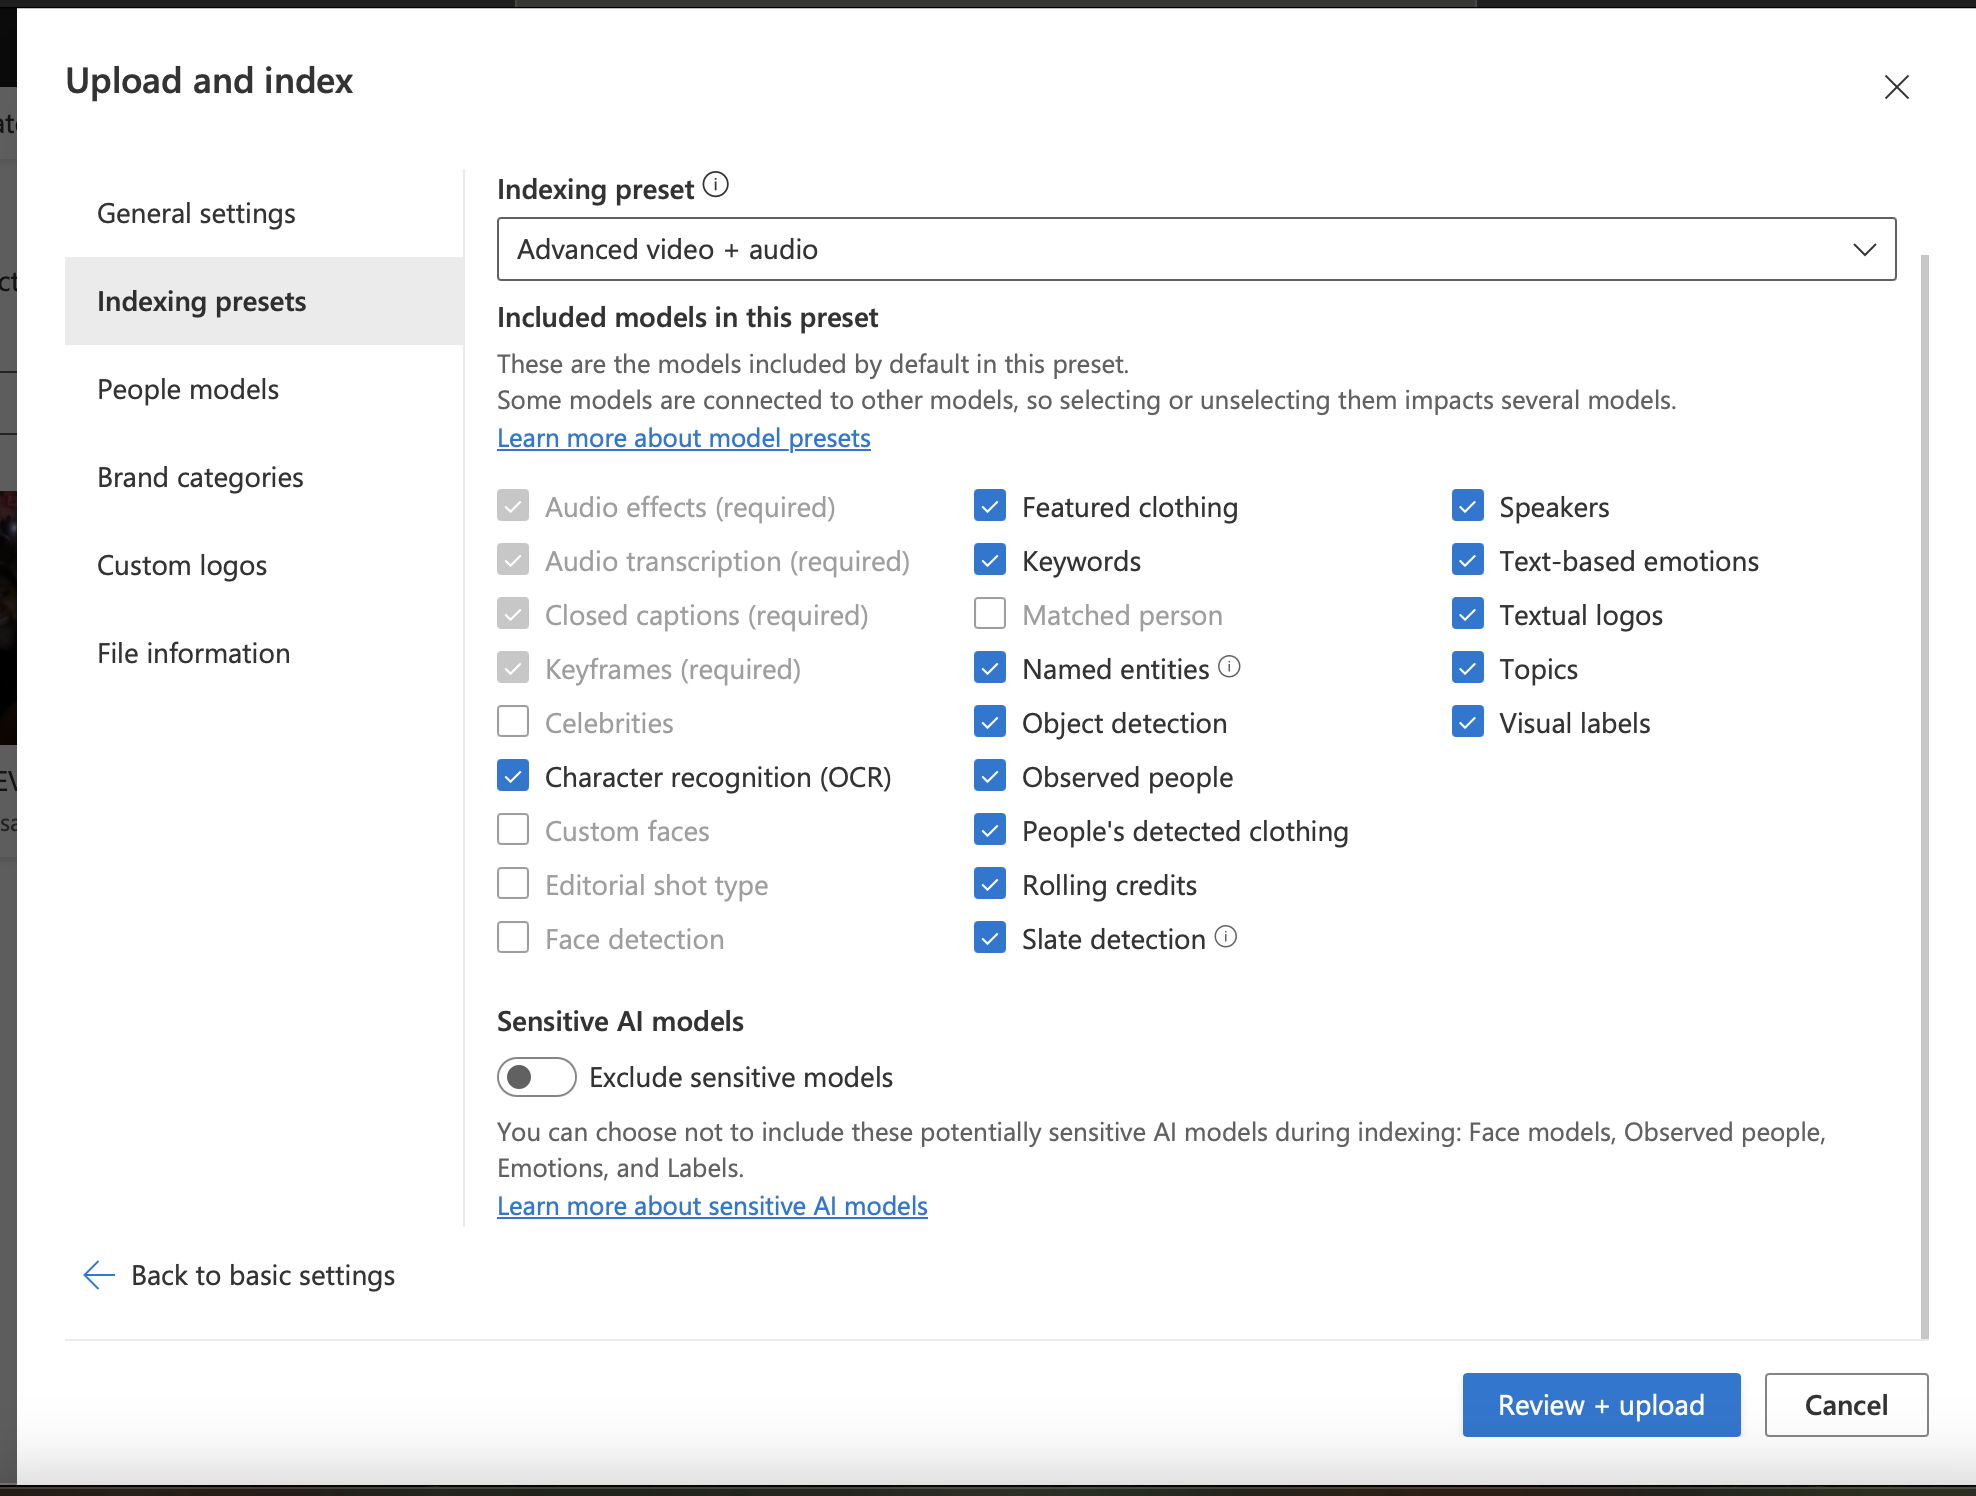 Upload and index
General settings
Indexing presets
People models
Brand categories
Custom logos
File information
Back to basic settings
Indexing preset
Advanced video + audio
Included models in this preset
These are the models included by default in this preset.
Some models are connected to other models, so selecting or unselecting them impacts several models.
Learn more about model presets
Audio effects (required)
Audio transcription (required)
Closed captions (required)
Keyframes (required)
Celebrities
Character recognition (OCR)
Custom faces
Editorial shot type
Face detection
Featured clothing
Keywords
Matched person
Named entities
Object detection
Observed people
People's detected clothing
Rolling credits
Slate detection
Speakers
Text-based emotions
Textual logos
Topics
Visual labels
Sensitive AI models
Exclude sensitive models
You can choose not to include these potentially sensitive AI models during indexing: Face models, Observed people,
Emotions, and Labels.
Learn more about sensitive AI models
Review + upload
Cancel